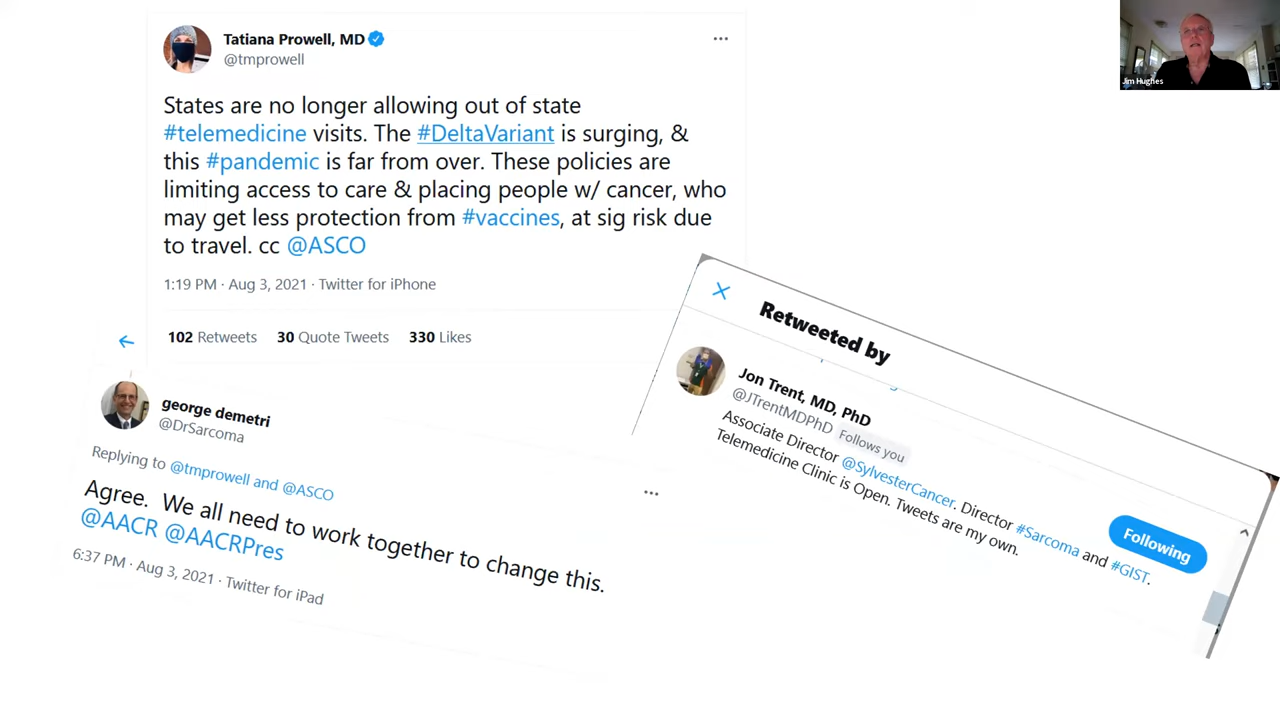 Tatiana Prowell, MD
@tmprowell
States are no longer allowing out of state
#telemedicine visits. The #DeltaVariant is surging, &
this #pandemic is far from over. These policies are
limiting access to care & placing people w/ cancer, who
may get less protection from #vaccines, at sig risk due
to travel. cc @ASCO
1:19 PM · Aug 3, 2021 · Twitter for iPhone
102 Retweets 30 Quote Tweets 330 Likes
george demetri
@DrSarcoma
Replying to @tmprowell and @ASCO
Agree. We all need to work together to change this.
@AACR @AACRPres
6:37 PM · Aug 3, 2021 · Twitter for iPad
Retweeted by
Jon Trent, MD, PhD
@JTrentMDPhD Follows you
Associate Director @SylvesterCancer. Director #Sarcoma and #GIST.
Telemedicine Clinic is Open. Tweets are my own.
Following
Jim Hughes